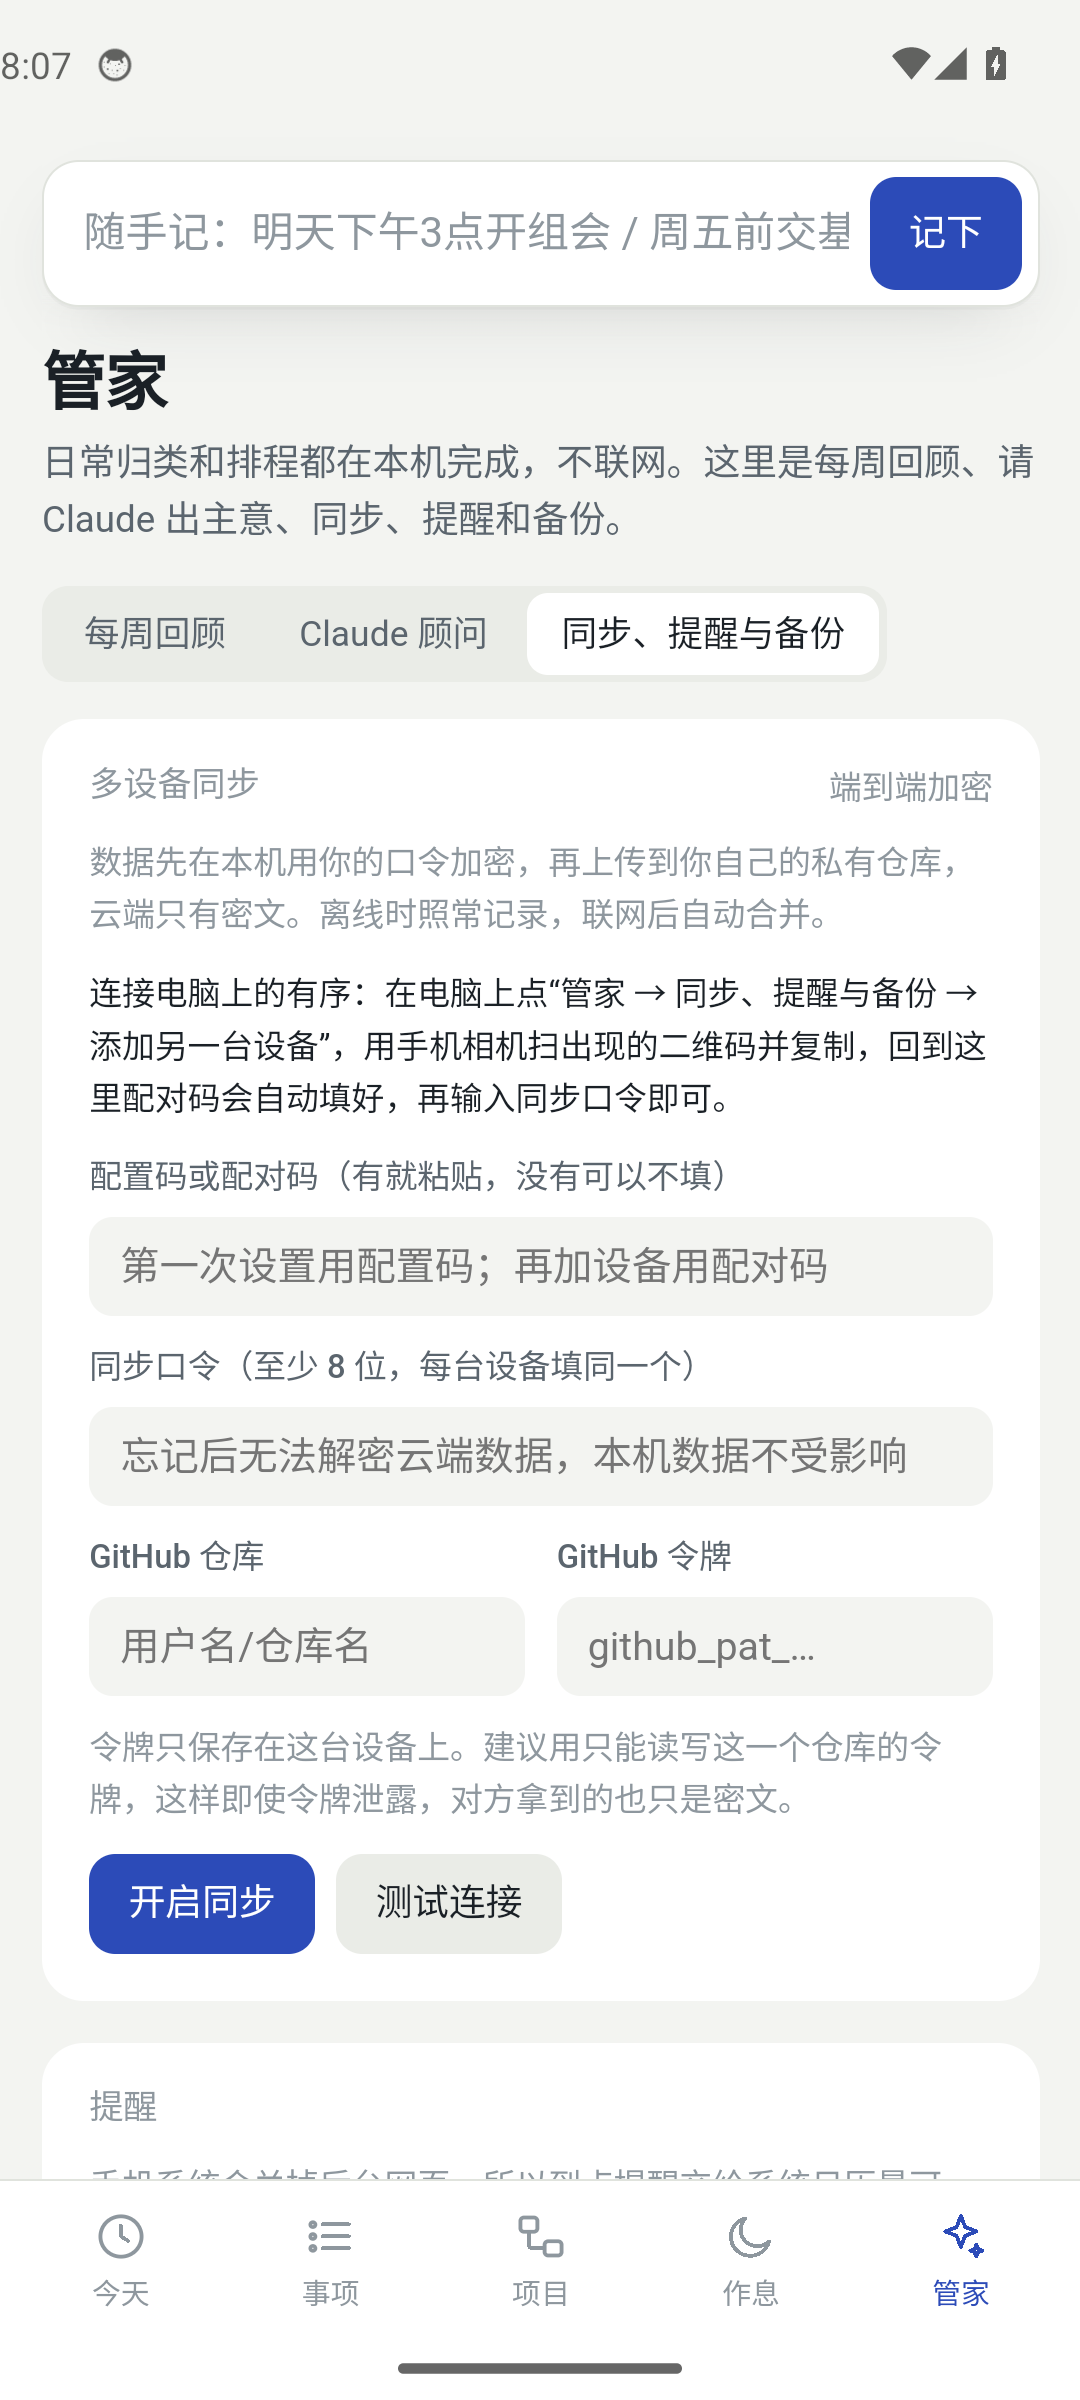 8:07
随手记：明天下午3点开组会 / 周五前交基
记下
管家
日常归类和排程都在本机完成，不联网。这里是每周回顾、请
Claude 出主意、同步、提醒和备份。
每周回顾
Claude 顾问
同步、提醒与备份
多设备同步
端到端加密
数据先在本机用你的口令加密，再上传到你自己的私有仓库，
云端只有密文。离线时照常记录，联网后自动合并。
连接电脑上的有序：在电脑上点“管家 → 同步、提醒与备份 →
添加另一台设备”，用手机相机扫出现的二维码并复制，回到这
里配对码会自动填好，再输入同步口令即可。
配置码或配对码（有就粘贴，没有可以不填）
第一次设置用配置码；再加设备用配对码
同步口令（至少 8 位，每台设备填同一个）
忘记后无法解密云端数据，本机数据不受影响
GitHub 仓库
GitHub 令牌
用户名/仓库名
github_pat_...
令牌只保存在这台设备上。建议用只能读写这一个仓库的令
牌，这样即使令牌泄露，对方拿到的也只是密文。
开启同步
测试连接
提醒
今天
事项
项目
作息
管家